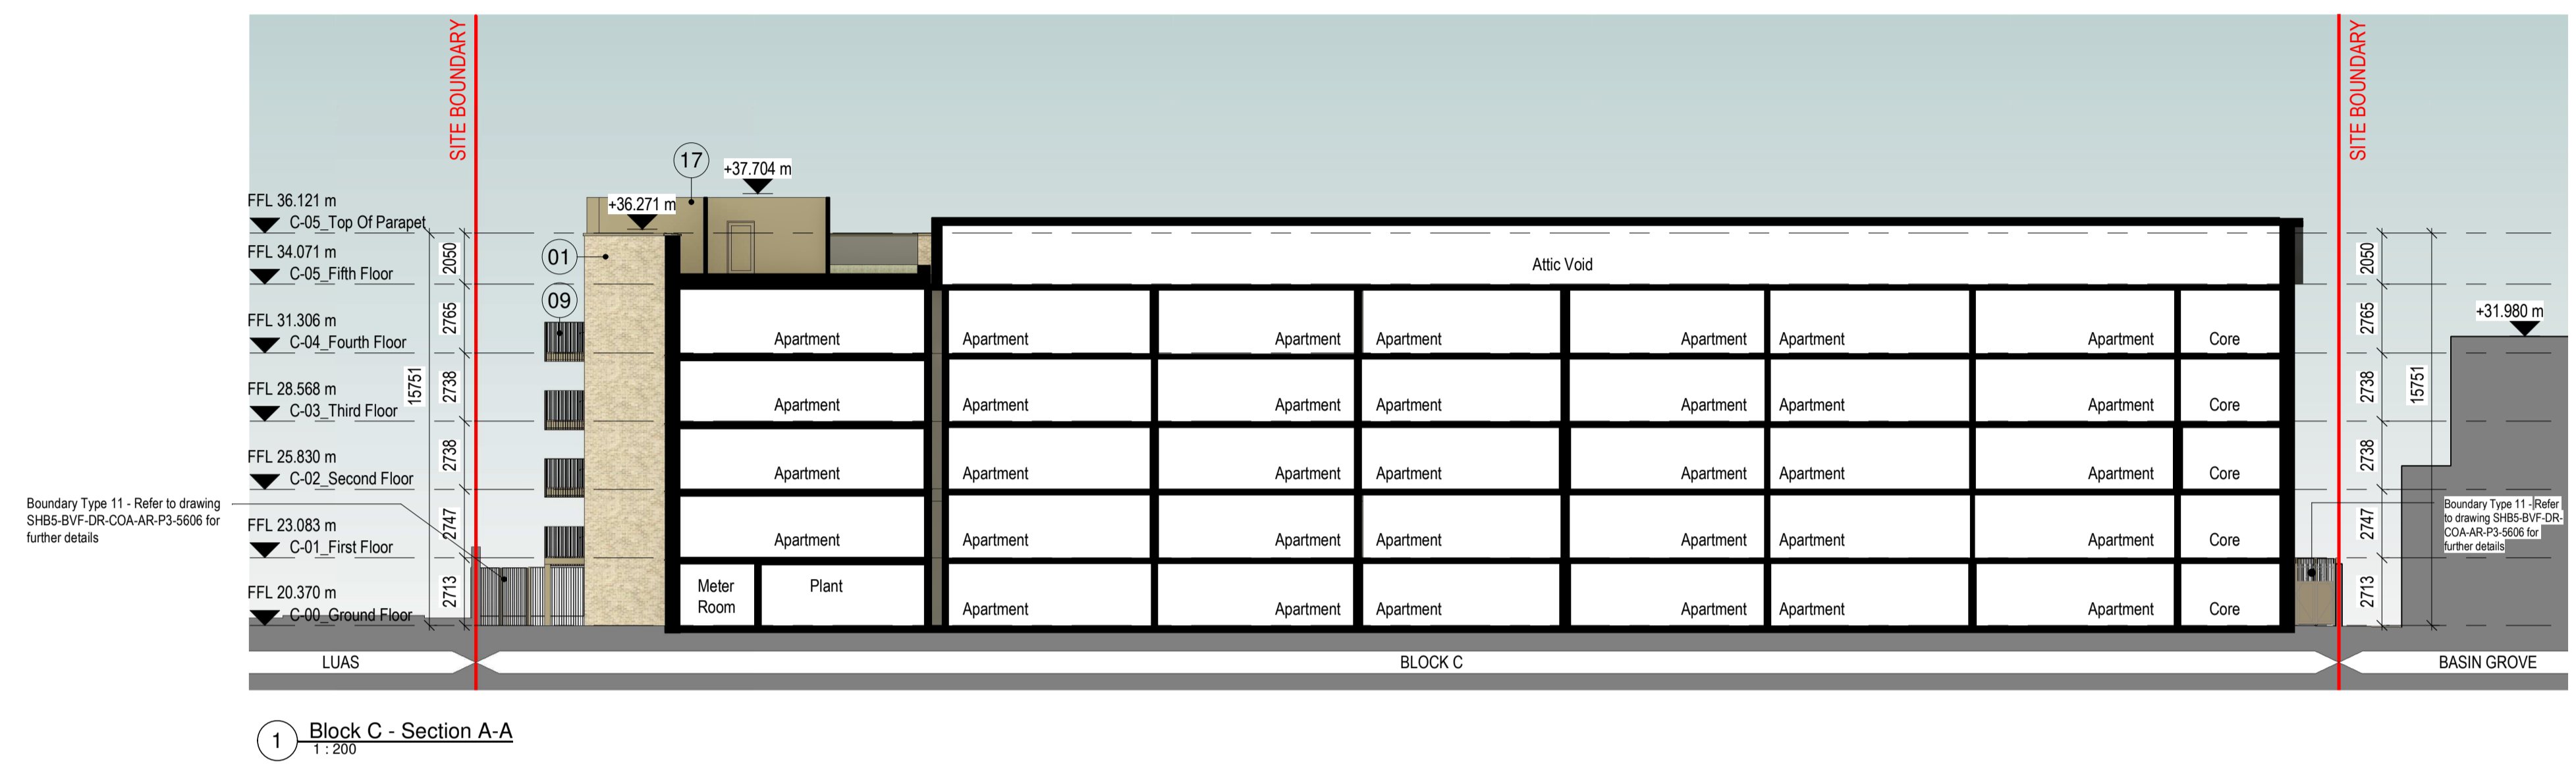 SITE BOUNDARY
SITE BOUNDARY
17
+37.704 m
+36.271 m
FFL 36.121 m
C-05_Top Of Parapet
FFL 34.071 m
C-05_Fifth Floor
FFL 31.306 m
C-04_Fourth Floor
FFL 28.568 m
C-03_Third Floor
FFL 25.830 m
C-02_Second Floor
FFL 23.083 m
C-01_First Floor
FFL 20.370 m
C-00_Ground Floor
Boundary Type 11 - Refer to drawing
SHB5-BVF-DR-COA-AR-P3-5606 for
further details
15751
2050
2765
2738
2738
2747
2713
01
09
Attic Void
Apartment Apartment Apartment Apartment Apartment Apartment Apartment Core
Apartment Apartment Apartment Apartment Apartment Apartment Apartment Core
Apartment Apartment Apartment Apartment Apartment Apartment Apartment Core
Apartment Apartment Apartment Apartment Apartment Apartment Apartment Core
Meter
Room
Plant
Apartment Apartment Apartment Apartment Apartment Apartment Core
2050
2765
2738
2738
2747
2713
15751
+31.980 m
Boundary Type 11 - Refer
to drawing SHB5-BVF-DR-
COA-AR-P3-5606 for
further details
LUAS
BLOCK C
BASIN GROVE
1
Block C - Section A-A
1 : 200